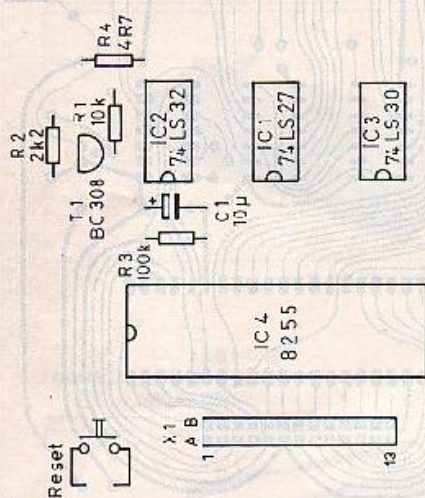 R4
4R7
R2
2k2
R1
10k
T1
BC308
IC2
74LS32
IC1
74LS27
IC3
74LS30
+
C1
10µ
R3
100k
IC4
8255
Reset
X1
A B
1
13